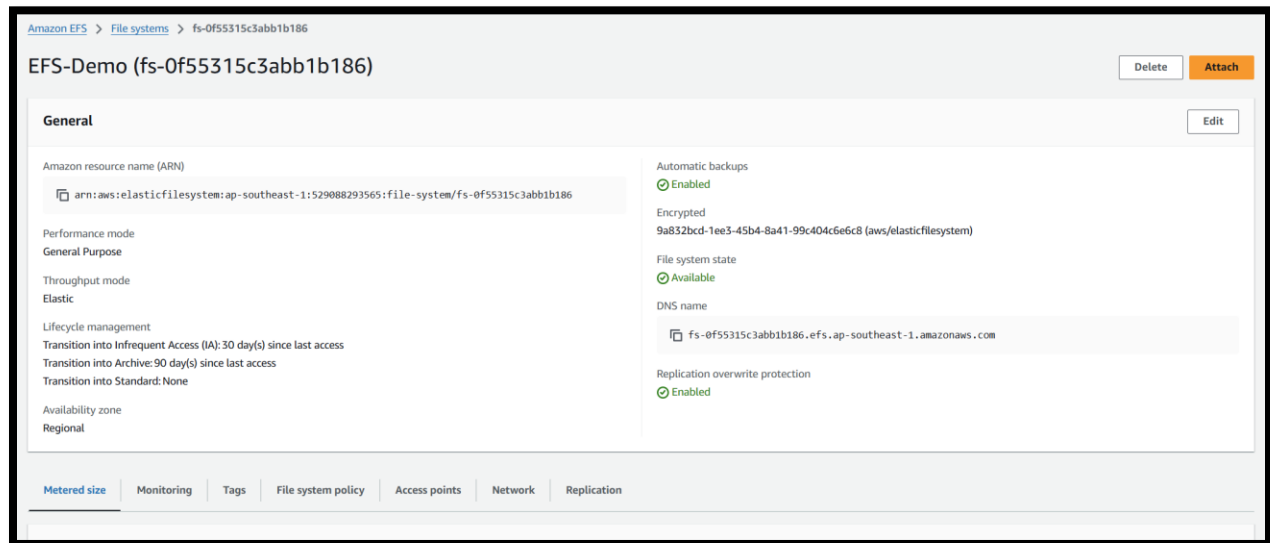 Amazon EFS > File systems > fs-0f55315c3abb1b186
EFS-Demo (fs-0f55315c3abb1b186)
Delete
Attach
General
Edit
Amazon resource name (ARN)
arn:aws:elasticfilesystem:ap-southeast-1:529088293565:file-system/fs-0f55315c3abb1b186
Performance mode
General Purpose
Throughput mode
Elastic
Lifecycle management
Transition into Infrequent Access (IA): 30 day(s) since last access
Transition into Archive: 90 day(s) since last access
Transition into Standard: None
Availability zone
Regional
Automatic backups
Enabled
Encrypted
9a832bcd-1ee3-45b4-8a41-99c404c6e6c8 (aws/elasticfilesystem)
File system state
Available
DNS name
fs-0f55315c3abb1b186.efs.ap-southeast-1.amazonaws.com
Replication overwrite protection
Enabled
Metered size
Monitoring
Tags
File system policy
Access points
Network
Replication